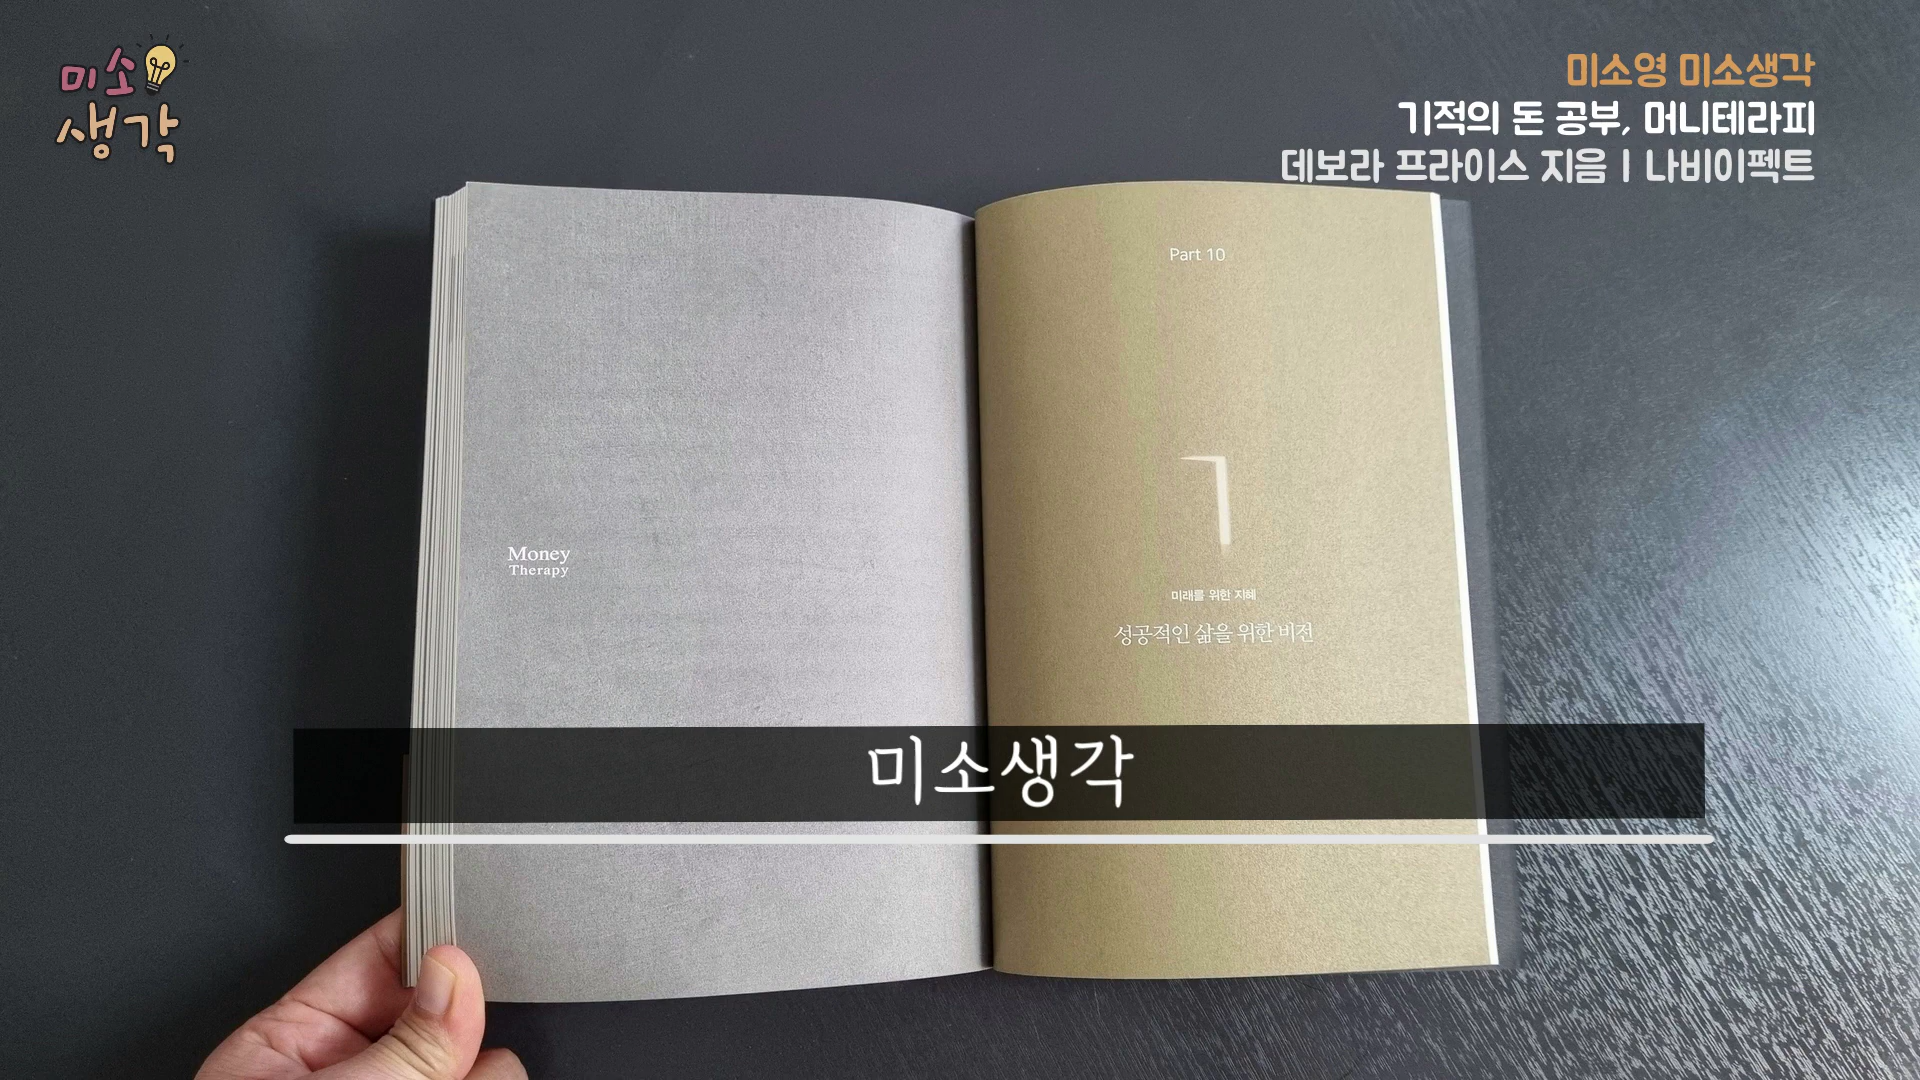 미소
생각
미소영 미소생각
기적의 돈 공부, 머니테라피
데보라 프라이스 지음 | 나비이펙트
Part 10
Money
Therapy
미래를 위한 지혜
성공적인 삶을 위한 비전
미소생각